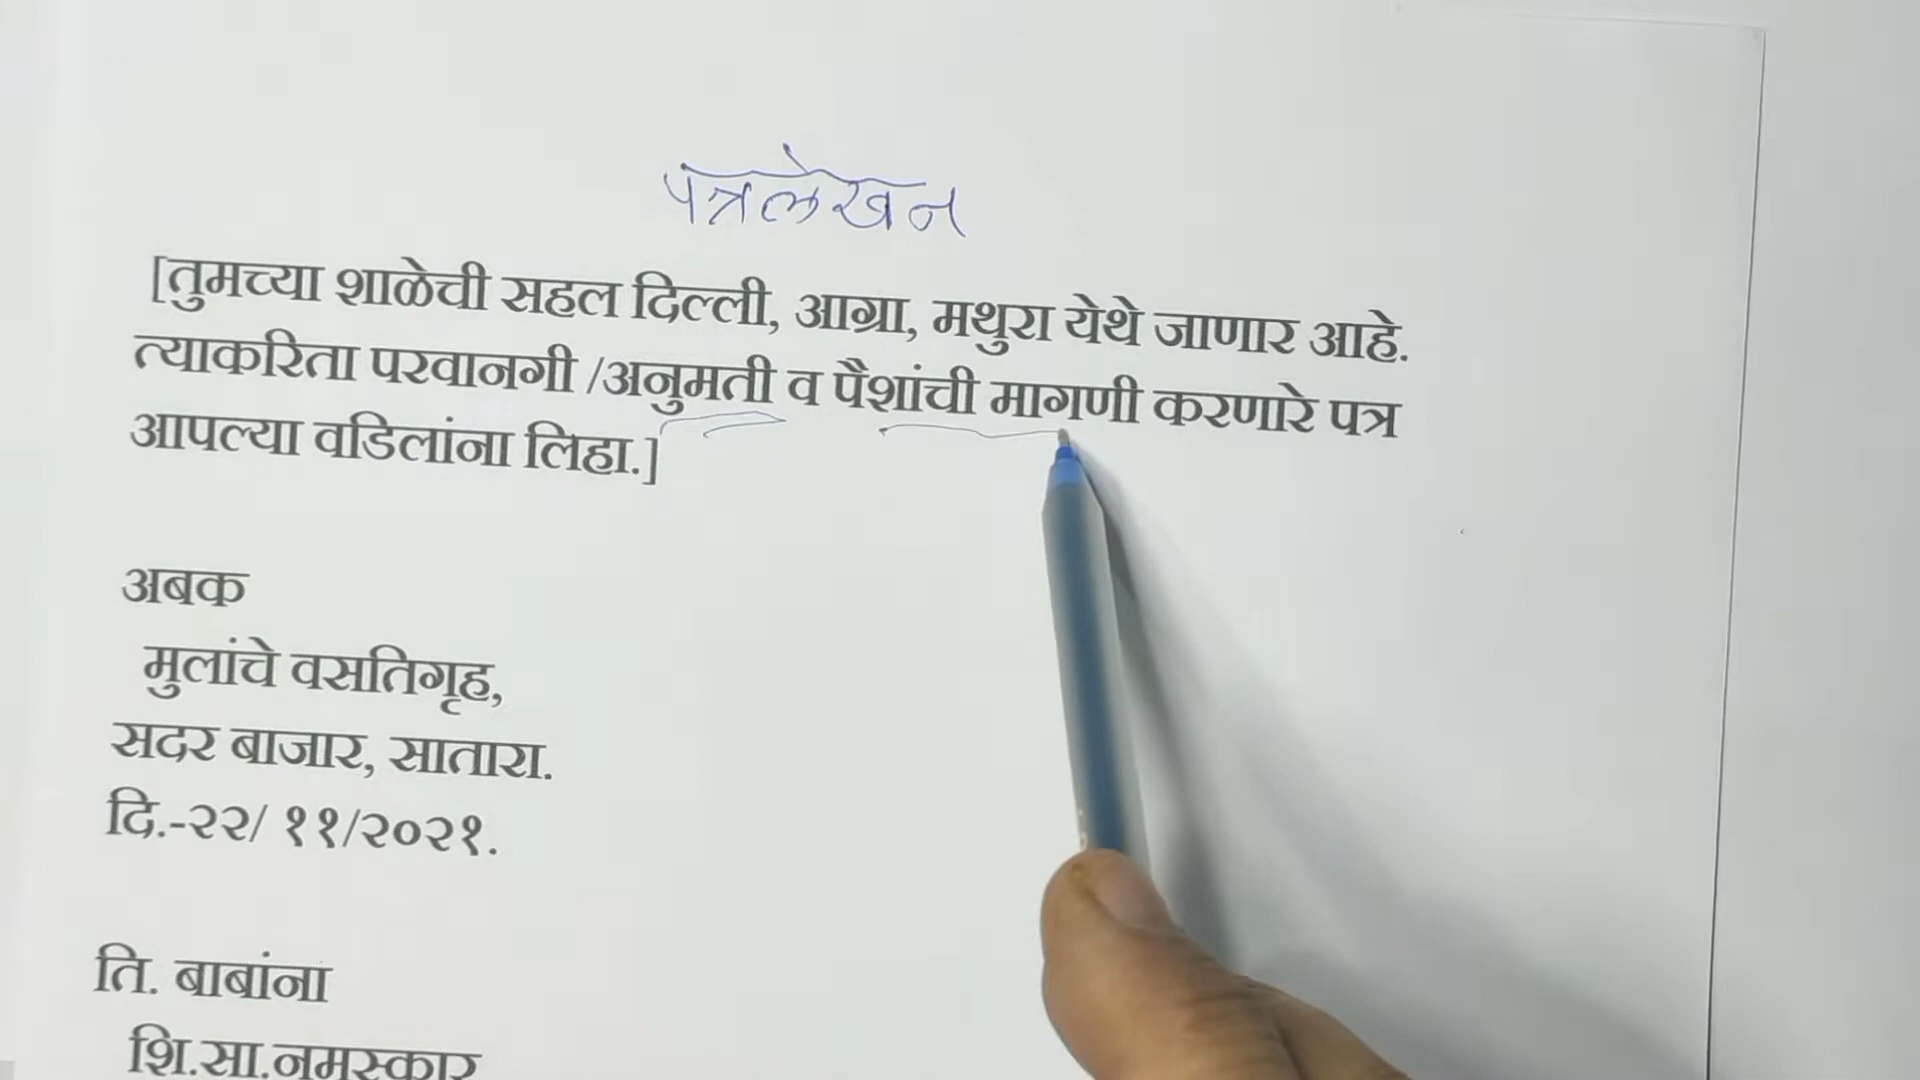 पत्रलेखन
[तुमच्या शाळेची सहल दिल्ली, आग्रा, मथुरा येथे जाणार आहे.
त्याकरिता परवानगी /अनुमती व पैशांची मागणी करणारे पत्र
आपल्या वडिलांना लिहा.]
अबक
मुलांचे वसतिगृह,
सदर बाजार, सातारा.
दि.-२२/ ११/२०२१.
ति. बाबांना
शि.सा.नमस्कार